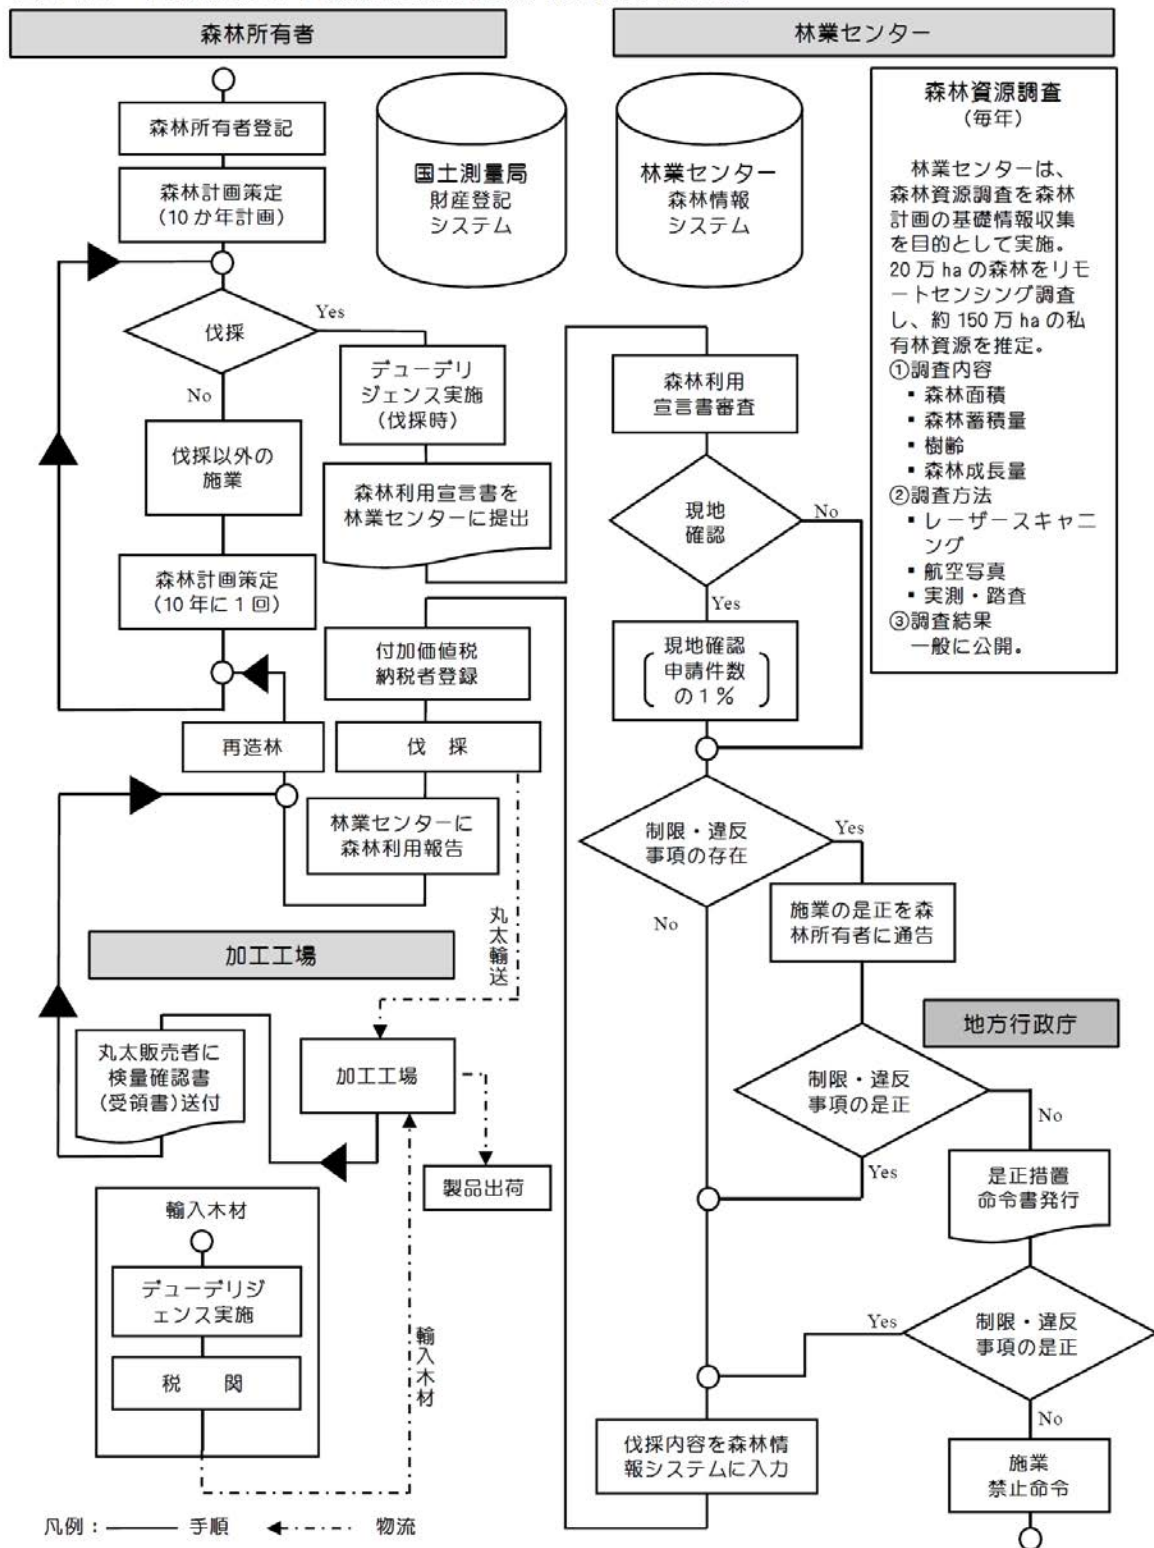 森林所有者
森林所有者登記
森林計画策定
(10か年計画)
伐採
Yes
No
デューデリ
ジェンス実施
(伐採時)
伐採以外の
施業
森林利用宣言書を
林業センターに提出
森林計画策定
(10年に1回)
付加価値税
納税者登録
再造林
伐　採
林業センターに
森林利用報告
丸太輸送
国土測量局
財産登記
システム
林業センター
林業センター
森林情報
システム
森林利用
宣言書審査
現地
確認
No
Yes
現地確認
申請件数
の1%
制限・違反
事項の存在
Yes
No
施業の是正を森
林所有者に通告
森林資源調査
(毎年)
林業センターは、
森林資源調査を森林
計画の基礎情報収集
を目的として実施。
20万haの森林をリモ
ートセンシング調査
し、約150万haの私
有林資源を推定。
①調査内容
▪ 森林面積
▪ 森林蓄積量
▪ 樹齢
▪ 森林成長量
②調査方法
▪ レーザースキャニ
ング
▪ 航空写真
▪ 実測・踏査
③調査結果
一般に公開。
地方行政庁
制限・違反
事項の是正
No
Yes
是正措置
命令書発行
制限・違反
事項の是正
Yes
No
施業
禁止命令
伐採内容を森林情
報システムに入力
加工工場
丸太販売者に
検量確認書
(受領書)送付
加工工場
製品出荷
輸入木材
デューデリジ
ェンス実施
税　関
輸入木材
凡例：
手順
物流